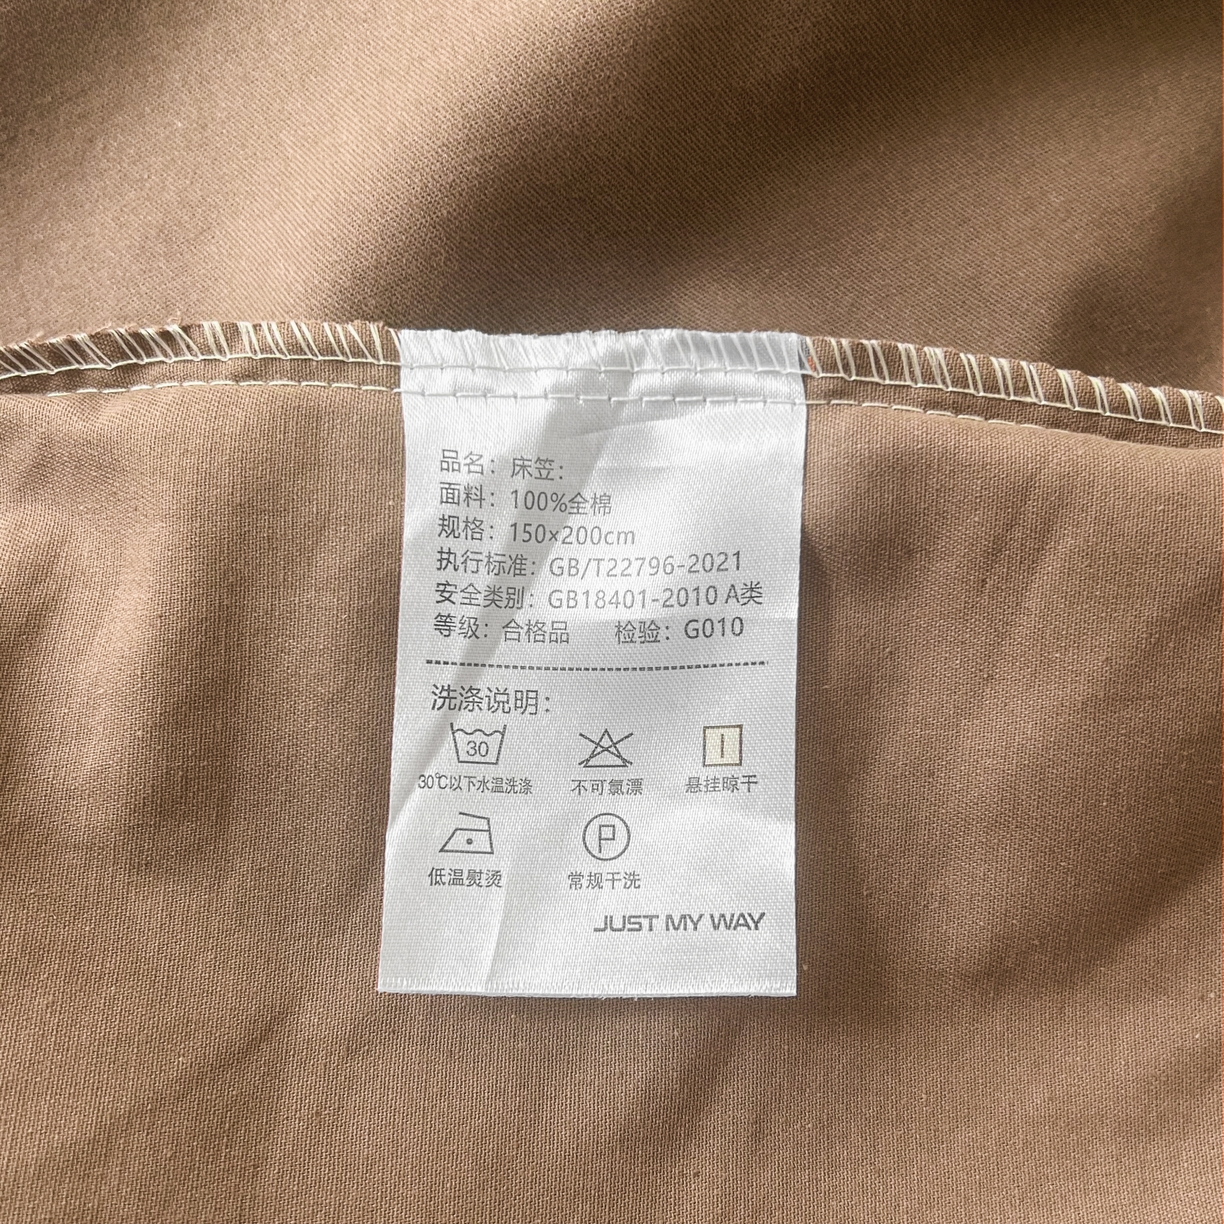 品名：床笠：
面料：100%全棉
规格：150×200cm
执行标准：GB/T22796-2021
安全类别：GB18401-2010 A类
等级：合格品 检验：G010
洗涤说明：
30
30℃以下水温洗涤 不可氯漂 悬挂晾干
P
低温熨烫 常规干洗
JUST MY WAY